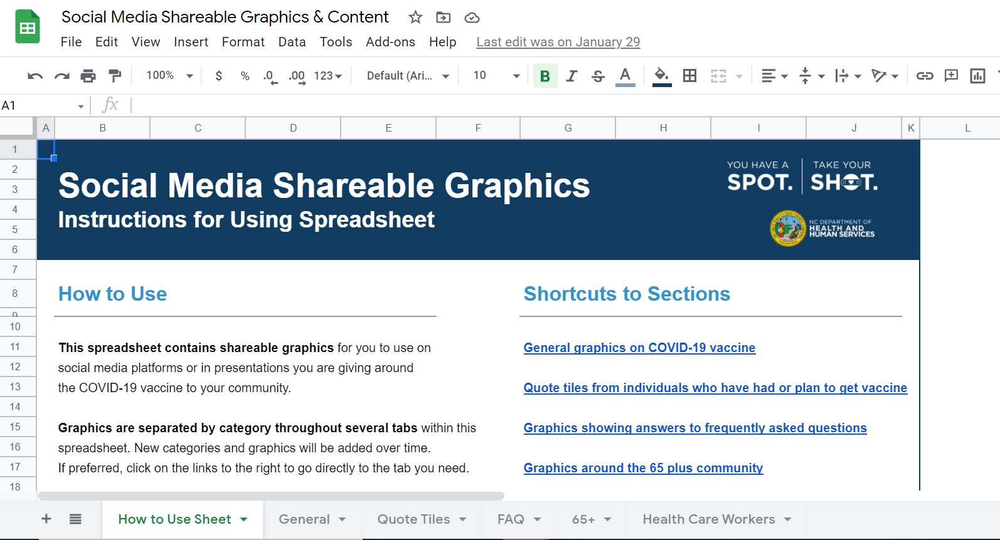 Social Media Shareable Graphics & Content
File Edit View Insert Format Data Tools Add-ons Help Last edit was on January 29
100% $ % .0 .00 123 Default (Ari... 10 B I S A
A1 fx
A B C D E F G H I J K L
1
2
3
4
5
6
7
8
9
10
11
12
13
14
15
16
17
18
Social Media Shareable Graphics
Instructions for Using Spreadsheet
YOU HAVE A
SPOT.
TAKE YOUR
SHOT.
NC DEPARTMENT OF
HEALTH AND
HUMAN SERVICES
How to Use
This spreadsheet contains shareable graphics for you to use on
social media platforms or in presentations you are giving around
the COVID-19 vaccine to your community.
Graphics are separated by category throughout several tabs within this
spreadsheet. New categories and graphics will be added over time.
If preferred, click on the links to the right to go directly to the tab you need.
Shortcuts to Sections
General graphics on COVID-19 vaccine
Quote tiles from individuals who have had or plan to get vaccine
Graphics showing answers to frequently asked questions
Graphics around the 65 plus community
How to Use Sheet General Quote Tiles FAQ 65+ Health Care Workers